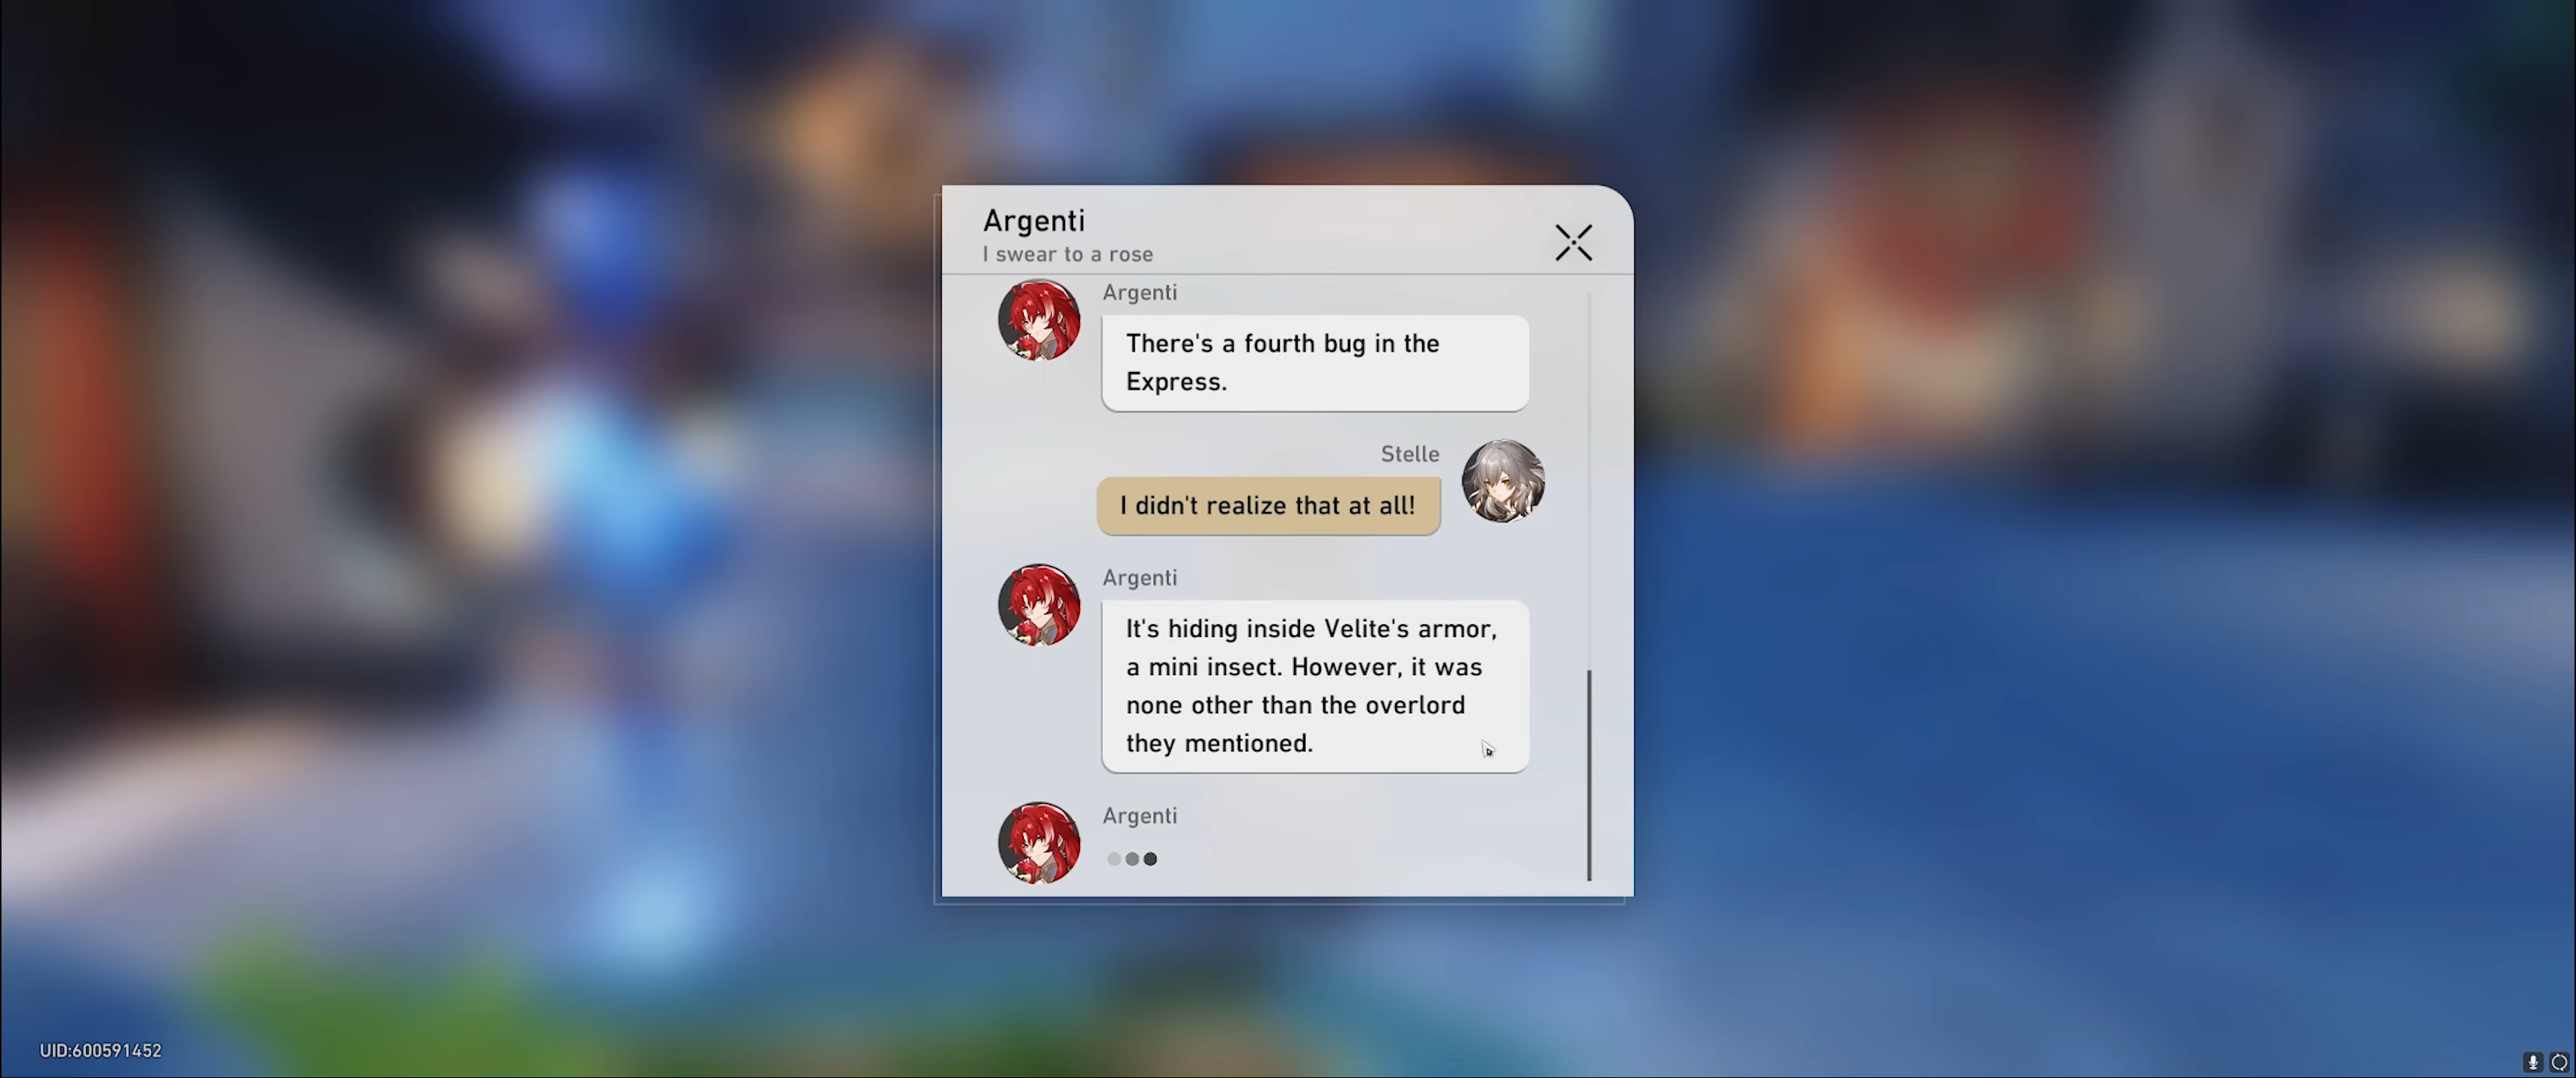 Argenti
I swear to a rose
Argenti
There's a fourth bug in the
Express.
Stelle
I didn't realize that at all!
Argenti
It's hiding inside Velite's armor,
a mini insect. However, it was
none other than the overlord
they mentioned.
Argenti
UID:600591452